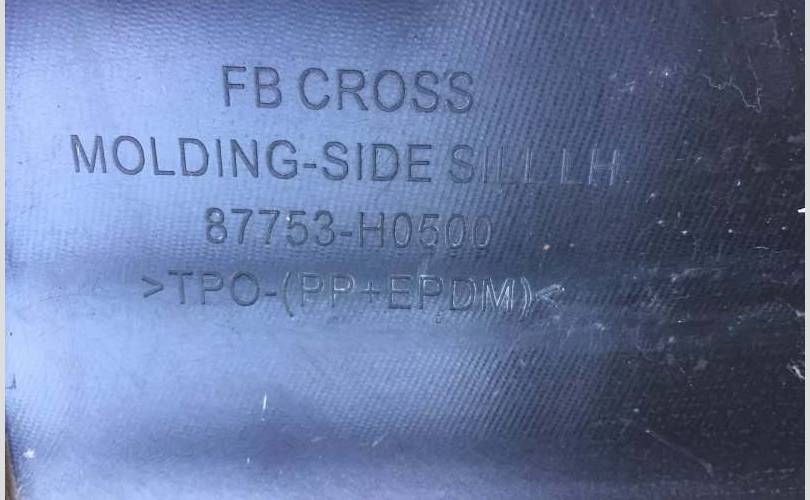 FB CROSS
MOLDING-SIDE SILL LH
87753-H0500
>TPO-(PP+EPDM)<